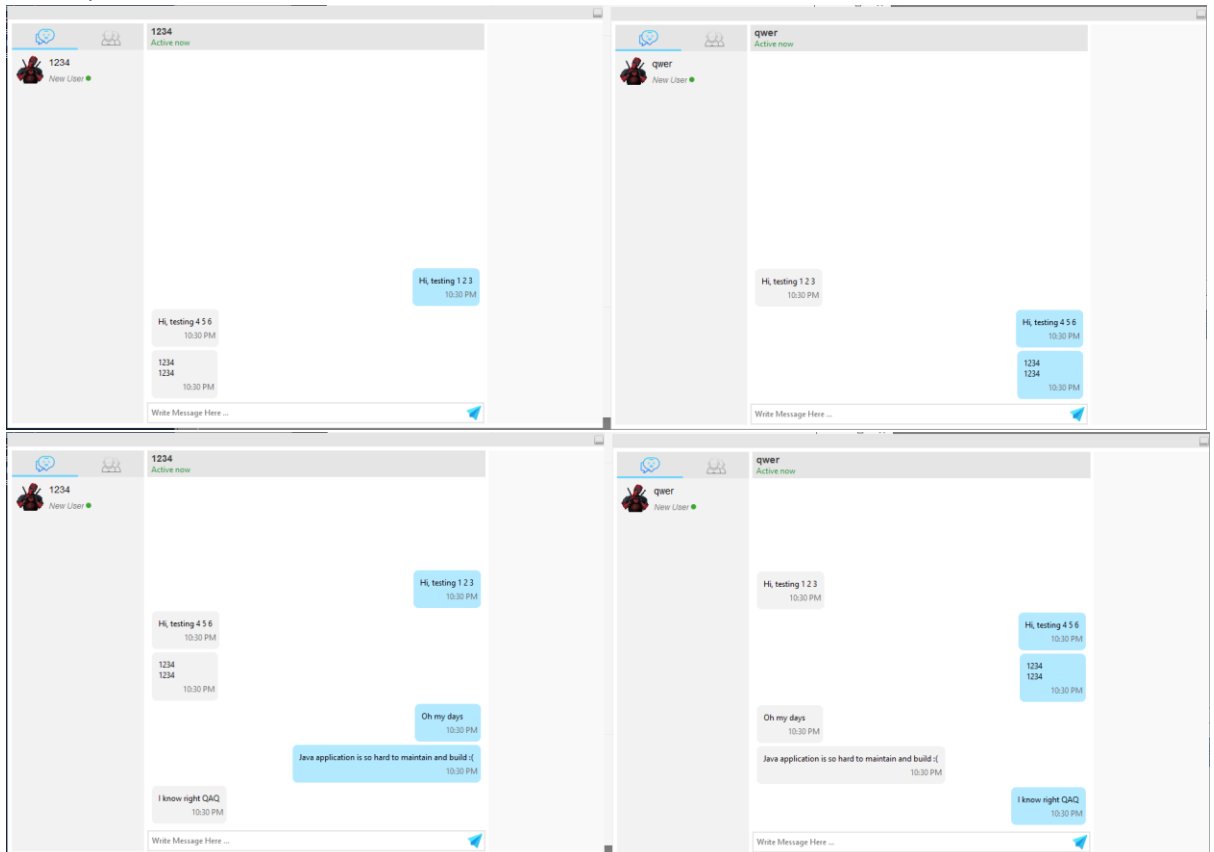 1234
Active now
1234
New User
Hi, testing 1 2 3
10:30 PM
Hi, testing 4 5 6
10:30 PM
1234
1234
10:30 PM
Write Message Here ...
qwer
Active now
qwer
New User
Hi, testing 1 2 3
10:30 PM
Hi, testing 4 5 6
10:30 PM
1234
1234
10:30 PM
Write Message Here ...
1234
Active now
1234
New User
Hi, testing 1 2 3
10:30 PM
Hi, testing 4 5 6
10:30 PM
1234
1234
10:30 PM
Oh my days
10:30 PM
Java application is so hard to maintain and build :(
10:30 PM
I know right QAQ
10:30 PM
Write Message Here ...
qwer
Active now
qwer
New User
Hi, testing 1 2 3
10:30 PM
Hi, testing 4 5 6
10:30 PM
1234
1234
10:30 PM
Oh my days
10:30 PM
Java application is so hard to maintain and build :(
10:30 PM
I know right QAQ
10:30 PM
Write Message Here ...